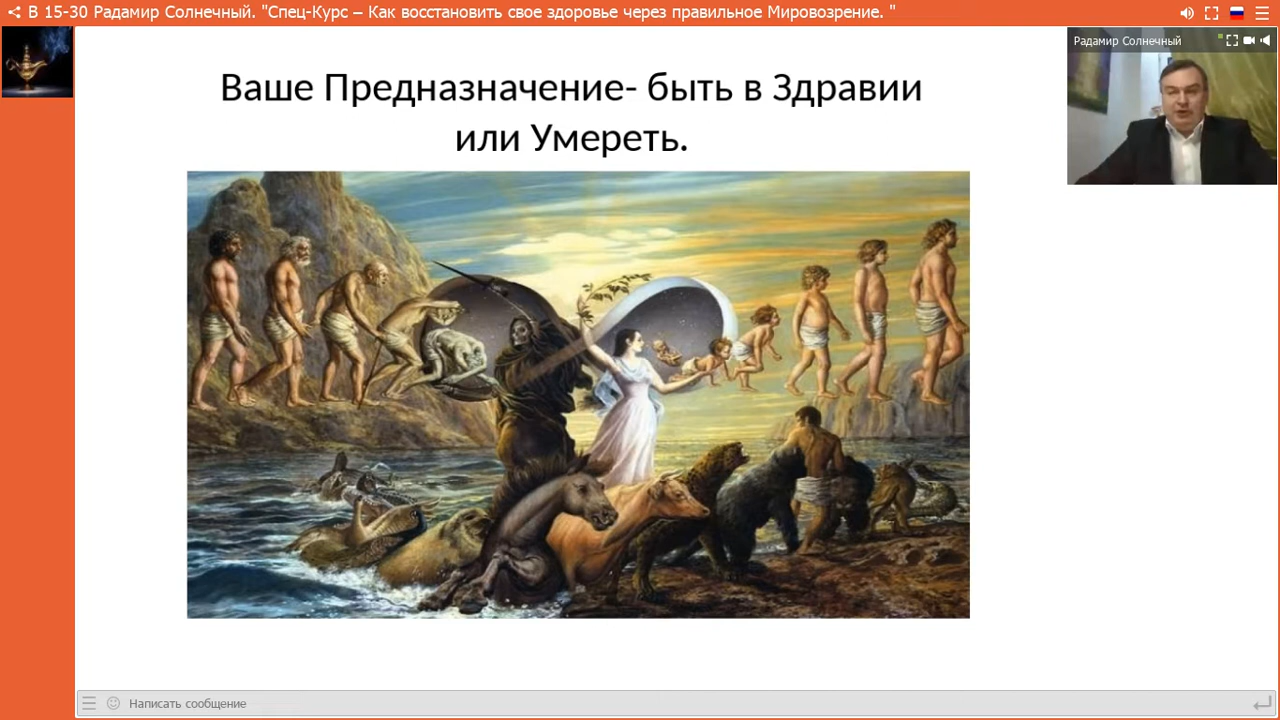 В 15-30 Радамир Солнечный. "Спец-Курс – Как восстановить свое здоровье через правильное Мировозрение. "
Радамир Солнечный
Ваше Предназначение- быть в Здравии
или Умереть.
Написать сообщение